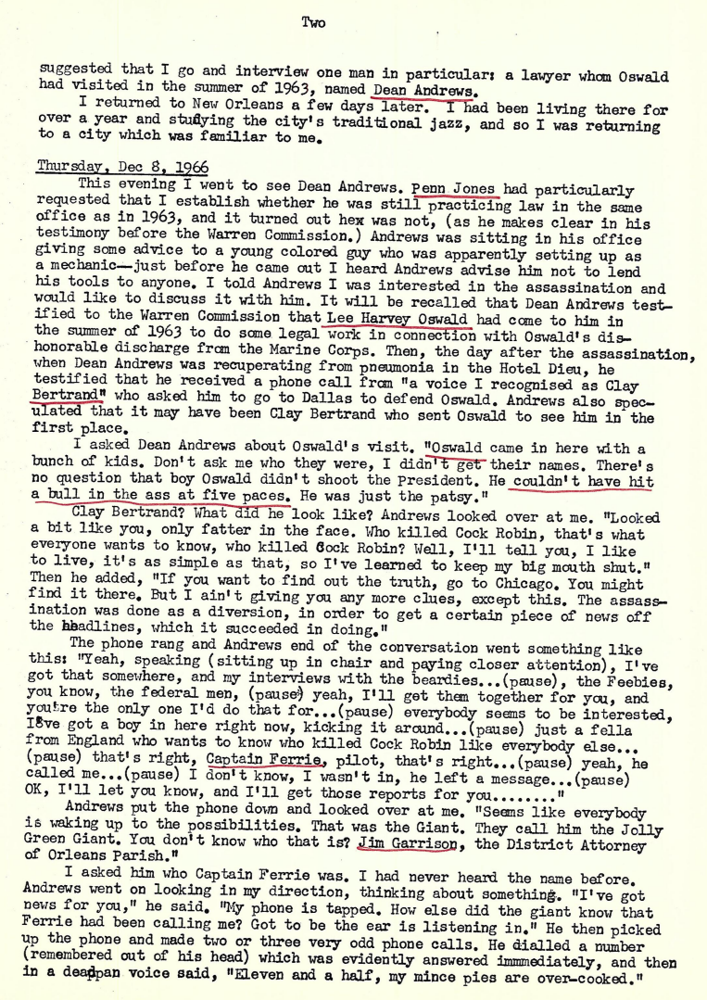 Two
suggested that I go and interview one man in particular: a lawyer whom Oswald
had visited in the summer of 1963, named Dean Andrews.
I returned to New Orleans a few days later. I had been living there for
over a year and studying the city's traditional jazz, and so I was returning
to a city which was familiar to me.
Thursday, Dec 8, 1966
This evening I went to see Dean Andrews. Penn Jones had particularly
requested that I establish whether he was still practicing law in the same
office as in 1963, and it turned out hex was not, (as he makes clear in his
testimony before the Warren Commission.) Andrews was sitting in his office
giving some advice to a young colored guy who was apparently setting up as
a mechanic—just before he came out I heard Andrews advise him not to lend
his tools to anyone. I told Andrews I was interested in the assassination and
would like to discuss it with him. It will be recalled that Dean Andrews test-
ified to the Warren Commission that Lee Harvey Oswald had come to him in
the summer of 1963 to do some legal work in connection with Oswald's dis-
honorable discharge from the Marine Corps. Then, the day after the assassination,
when Dean Andrews was recuperating from pneumonia in the Hotel Dieu, he
testified that he received a phone call from "a voice I recognised as Clay
Bertrand" who asked him to go to Dallas to defend Oswald. Andrews also spec-
ulated that it may have been Clay Bertrand who sent Oswald to see him in the
first place.
I asked Dean Andrews about Oswald's visit. "Oswald came in here with a
bunch of kids. Don't ask me who they were, I didn't get their names. There's
no question that boy Oswald didn't shoot the President. He couldn't have hit
a bull in the ass at five paces. He was just the patsy."
Clay Bertrand? What did he look like? Andrews looked over at me. "Looked
a bit like you, only fatter in the face. Who killed Cock Robin, that's what
everyone wants to know, who killed Cock Robin? Well, I'll tell you, I like
to live, it's as simple as that, so I've learned to keep my big mouth shut."
Then he added, "If you want to find out the truth, go to Chicago. You might
find it there. But I ain't giving you any more clues, except this. The assass-
ination was done as a diversion, in order to get a certain piece of news off
the headlines, which it succeeded in doing."
The phone rang and Andrews end of the conversation went something like
this: "Yeah, speaking (sitting up in chair and paying closer attention), I've
got that somewhere, and my interviews with the beardies...(pause), the Feebies,
you know, the federal men, (pause) yeah, I'll get them together for you, and
you're the only one I'd do that for...(pause) everybody seems to be interested,
I've got a boy in here right now, kicking it around...(pause) just a fella
from England who wants to know who killed Cock Robin like everybody else...
(pause) that's right, Captain Ferrie, pilot, that's right...(pause) yeah, he
called me...(pause) I don't know, I wasn't in, he left a message...(pause)
OK, I'll let you know, and I'll get those reports for you........"
Andrews put the phone down and looked over at me. "Seems like everybody
is waking up to the possibilities. That was the Giant. They call him the Jolly
Green Giant. You don't know who that is? Jim Garrison, the District Attorney
of Orleans Parish."
I asked him who Captain Ferrie was. I had never heard the name before.
Andrews went on looking in my direction, thinking about something. "I've got
news for you," he said. "My phone is tapped. How else did the giant know that
Ferrie had been calling me? Got to be the ear is listening in." He then picked
up the phone and made two or three very odd phone calls. He dialled a number
(remembered out of his head) which was evidently answered immmediately, and then
in a deadpan voice said, "Eleven and a half, my mince pies are over-cooked."